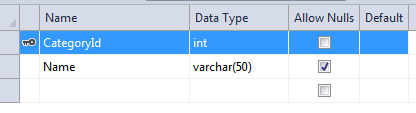 Name Data Type Allow Nulls Default
CategoryId int
Name varchar(50)